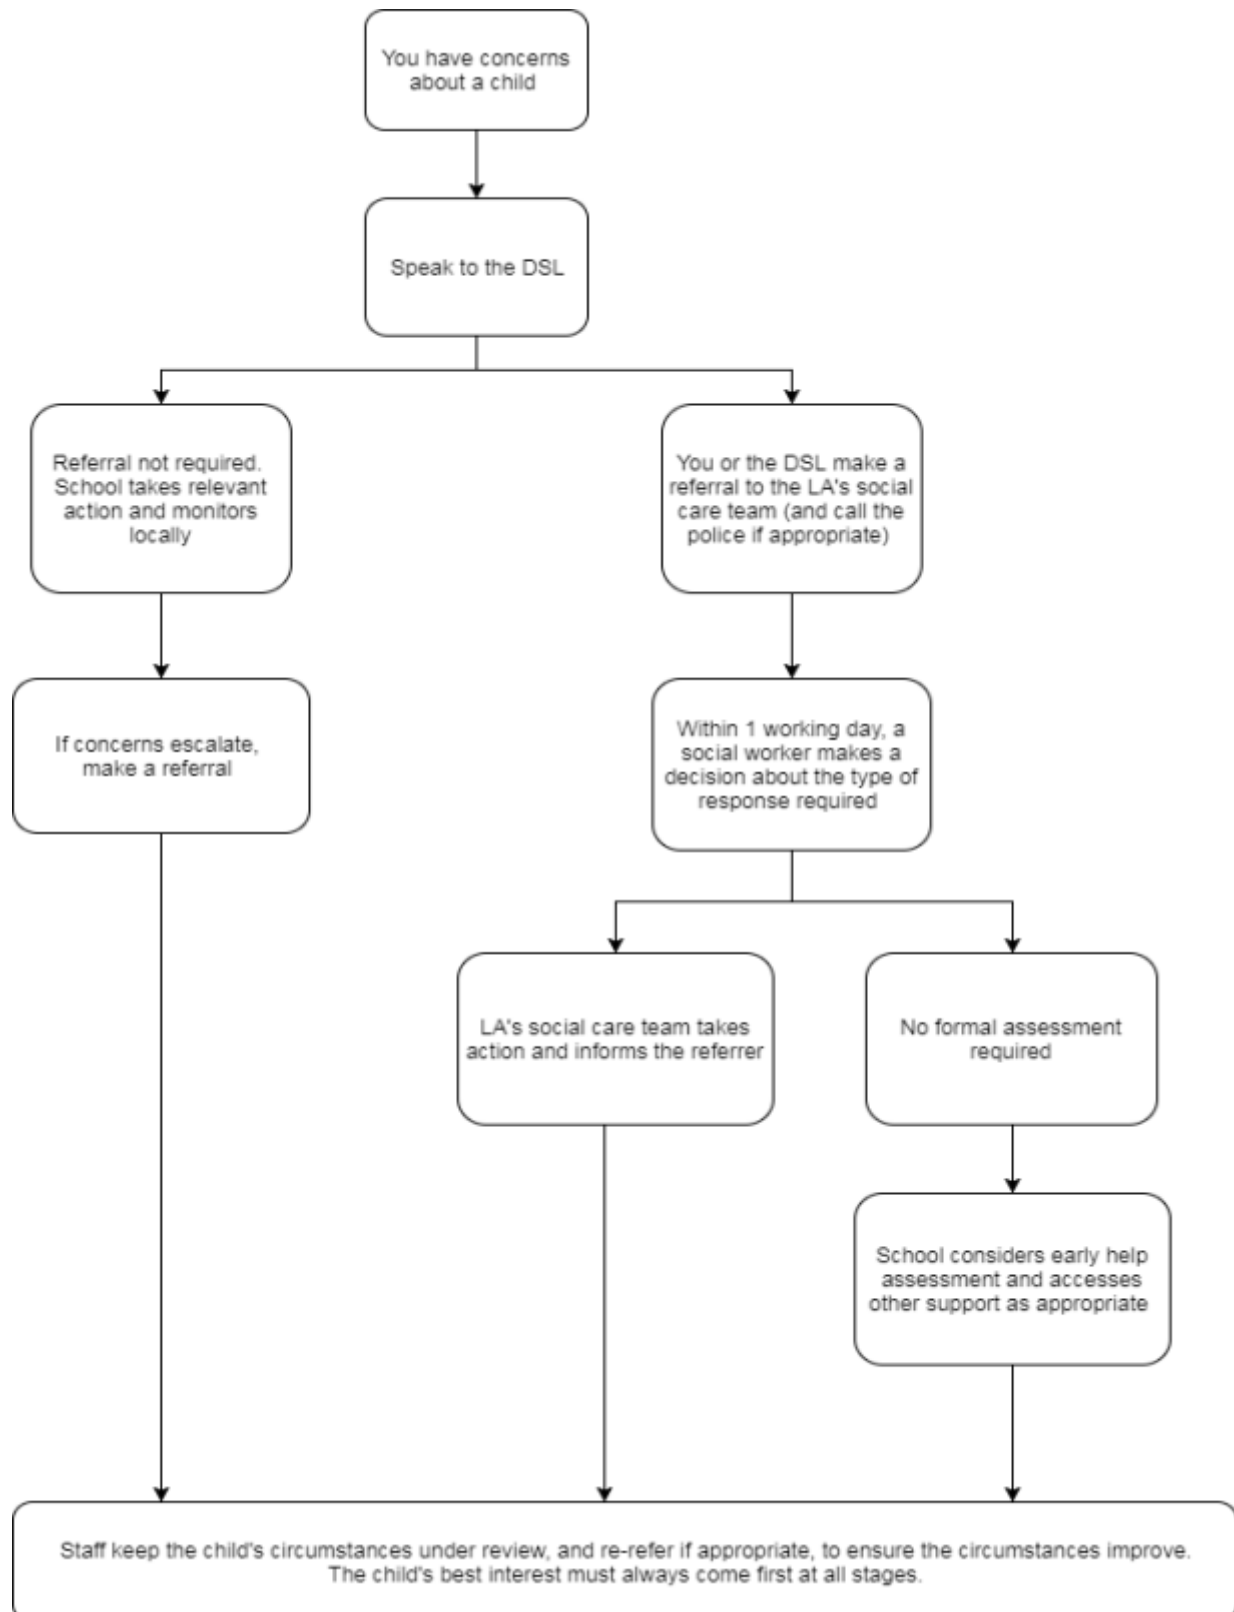 You have concerns
about a child
Speak to the DSL
Referral not required.
School takes relevant
action and monitors
locally
You or the DSL make a
referral to the LA's social
care team (and call the
police if appropriate)
If concerns escalate,
make a referral
Within 1 working day, a
social worker makes a
decision about the type of
response required
LA's social care team takes
action and informs the referrer
No formal assessment
required
School considers early help
assessment and accesses
other support as appropriate
Staff keep the child's circumstances under review, and re-refer if appropriate, to ensure the circumstances improve.
The child's best interest must always come first at all stages.